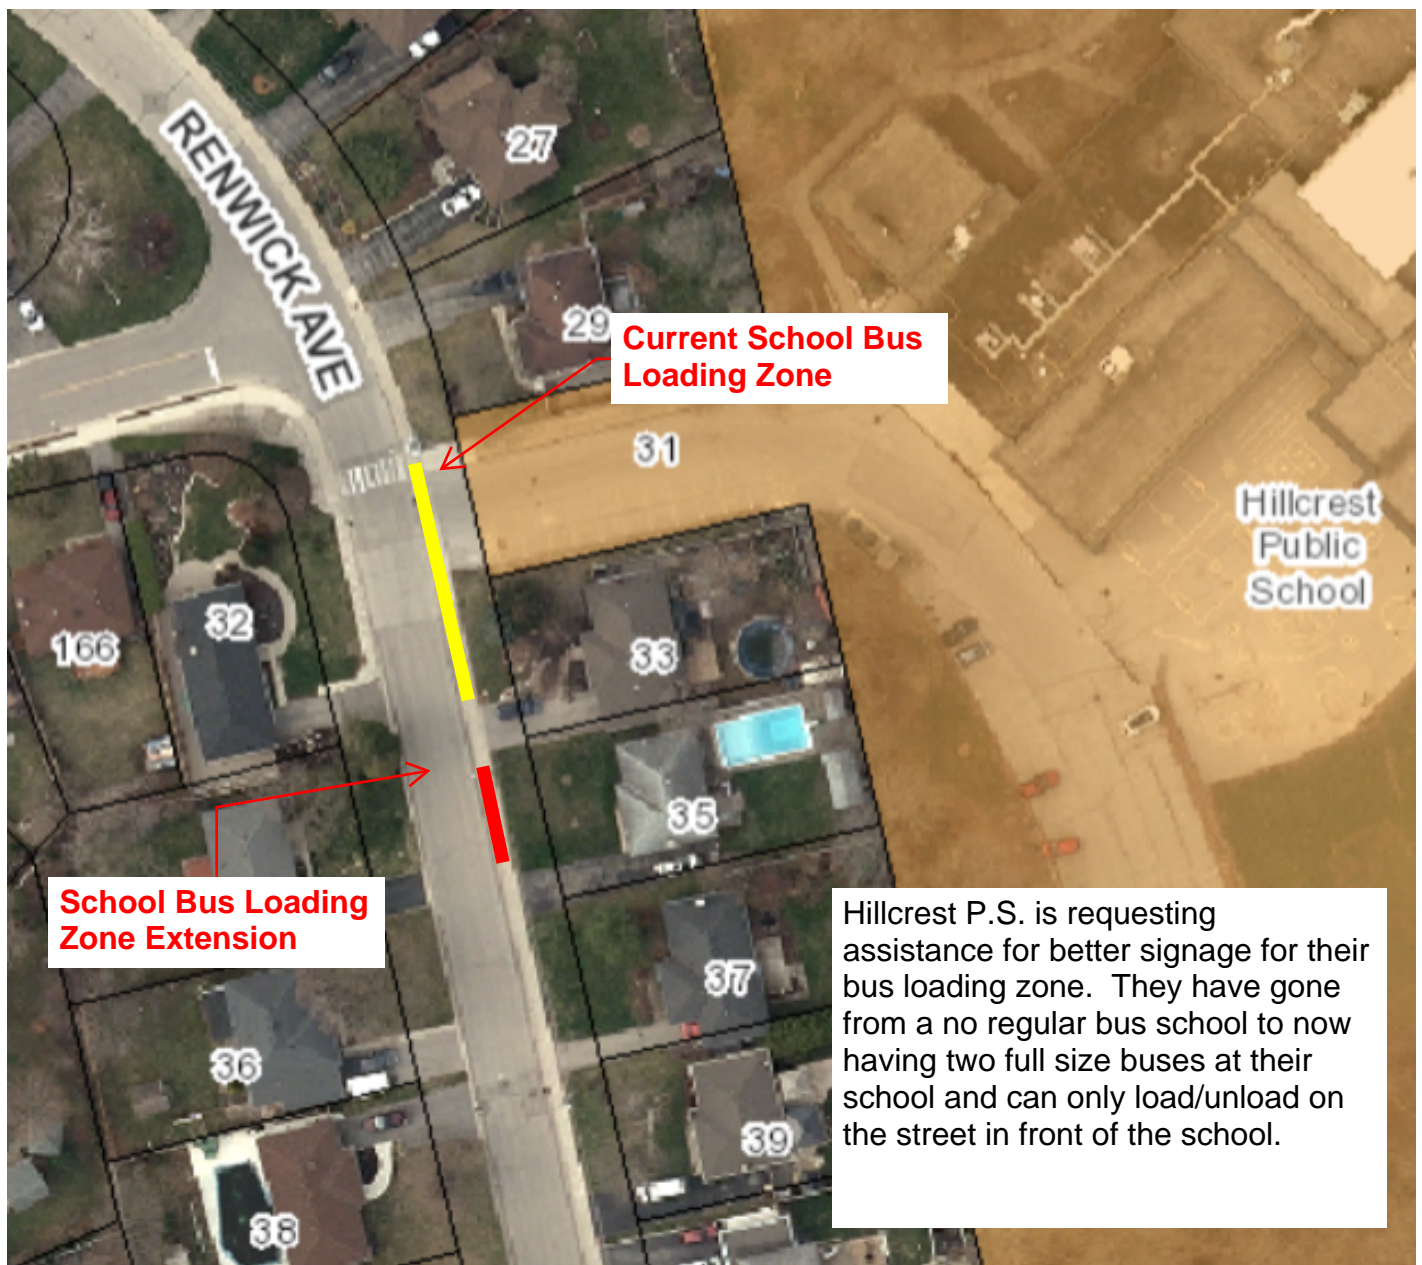 27
RENWICK AVE
29
Current School Bus
Loading Zone
31
Hillcrest
Public
School
32
166
33
35
School Bus Loading
Zone Extension
Hillcrest P.S. is requesting
assistance for better signage for their
bus loading zone.  They have gone
from a no regular bus school to now
having two full size buses at their
school and can only load/unload on
the street in front of the school.
37
36
39
38